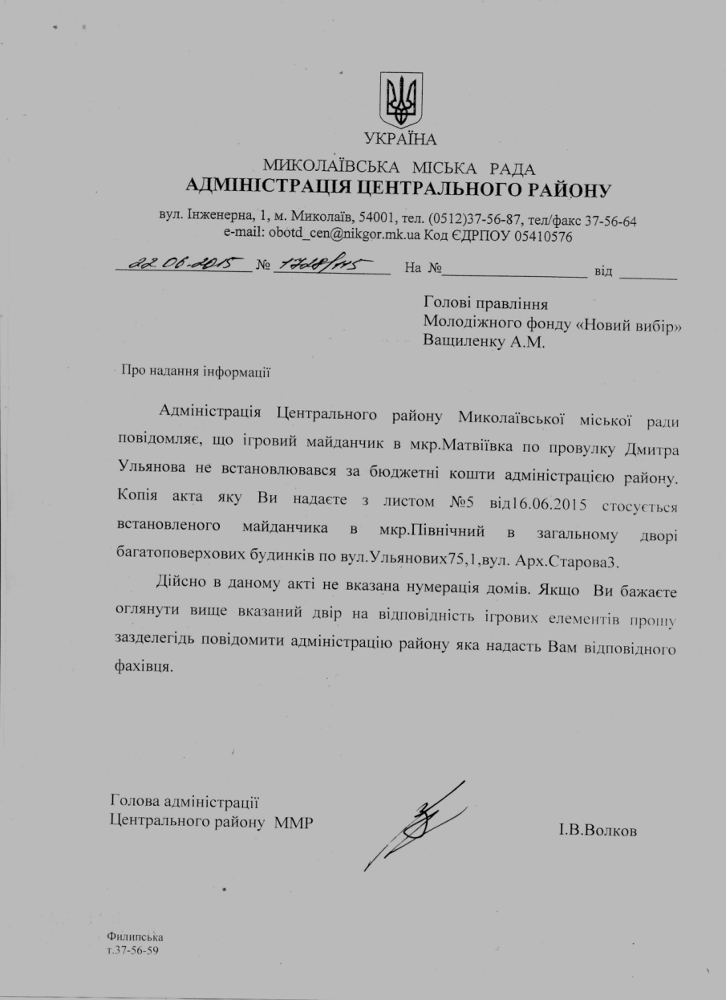 УКРАЇНА
МИКОЛАЇВСЬКА МІСЬКА РАДА
АДМІНІСТРАЦІЯ ЦЕНТРАЛЬНОГО РАЙОНУ
вул. Інженерна, 1, м. Миколаїв, 54001, тел. (0512)37-56-87, тел/факс 37-56-64
e-mail: obotd_cen@nikgor.mk.ua Код ЄДРПОУ 05410576
22 06.2015 № На №____ від ____
Голові правління
Молодіжного фонду «Новий вибір»
Ващиленку А.М.
Про надання інформації
Адміністрація Центрального району Миколаївської міської ради
повідомляє, що ігровий майданчик в мкр.Матвіївка по провулку Дмитра
Ульянова не встановлювався за бюджетні кошти адміністрацією району.
Копія акта яку Ви надаєте з листом №5 від16.06.2015 стосується
встановленого майданчика в мкр.Північний в загальному дворі
багатоповерхових будинків по вул.Ульянових75,1,вул. Арх.Старова3.
Дійсно в даному акті не вказана нумерація домів. Якщо Ви бажаєте
оглянути вище вказаний двір на відповідність ігрових елементів прошу
зазделегідь повідомити адміністрацію району яка надасть Вам відповідного
фахівця.
Голова адміністрації
Центрального району ММР
І.В.Волков
Филипська
т.37-56-59